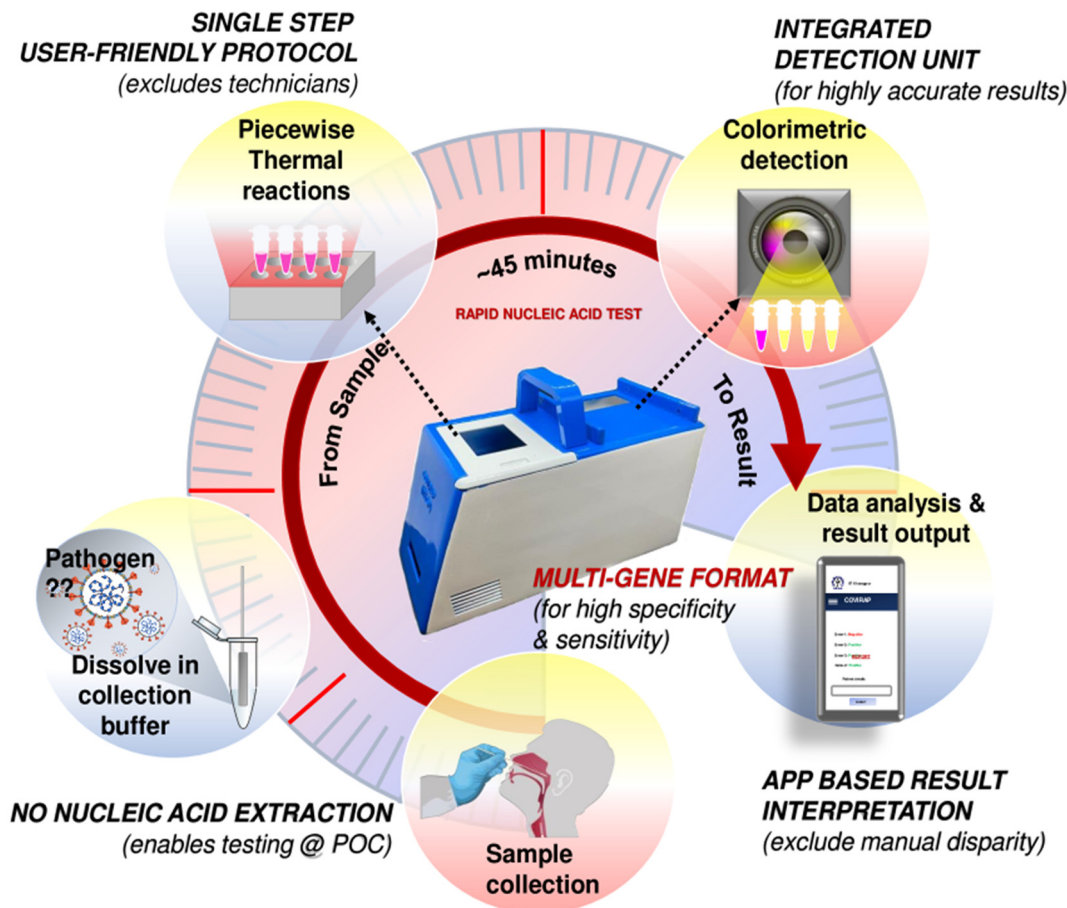 SINGLE STEP
USER-FRIENDLY PROTOCOL
(excludes technicians)
Piecewise
Thermal
reactions
INTEGRATED
DETECTION UNIT
(for highly accurate results)
Colorimetric
detection
~45 minutes
RAPID NUCLEIC ACID TEST
From Sample
To Result
Pathogen
??
Dissolve in
collection
buffer
MULTI-GENE FORMAT
(for high specificity
& sensitivity)
Data analysis &
result output
COVIRAP
NO NUCLEIC ACID EXTRACTION
(enables testing @ POC)
Sample
collection
APP BASED RESULT
INTERPRETATION
(exclude manual disparity)